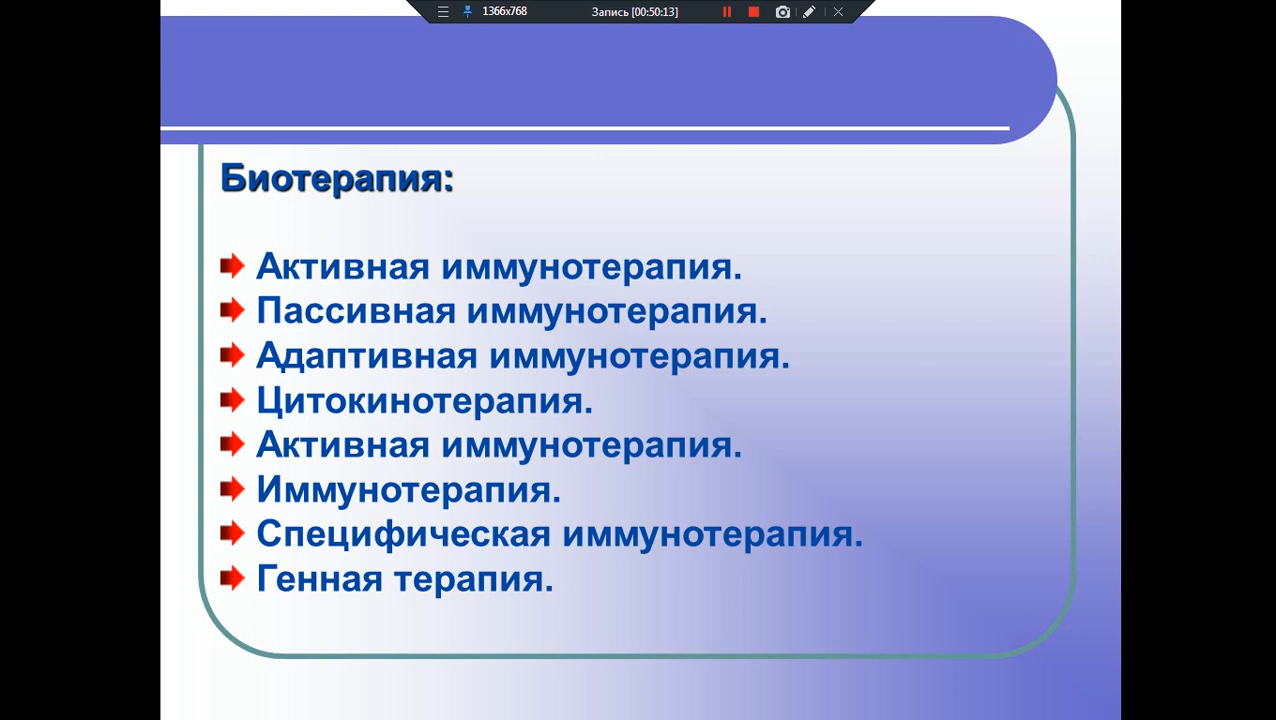 1366x768 Запись [00:50:13]
Биотерапия:
Активная иммунотерапия.
Пассивная иммунотерапия.
Адаптивная иммунотерапия.
Цитокинотерапия.
Активная иммунотерапия.
Иммунотерапия.
Специфическая иммунотерапия.
Генная терапия.